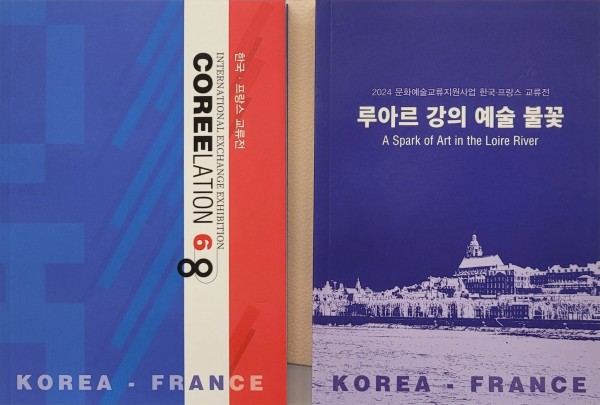 한국·프랑스 교류전
INTERNATIONAL EXCHANGE EXHIBITION
COREELATION 68
KOREA - FRANCE
2024 문화예술교류지원사업 한국·프랑스 교류전
루아르 강의 예술 불꽃
A Spark of Art in the Loire River
KOREA - FRANCE